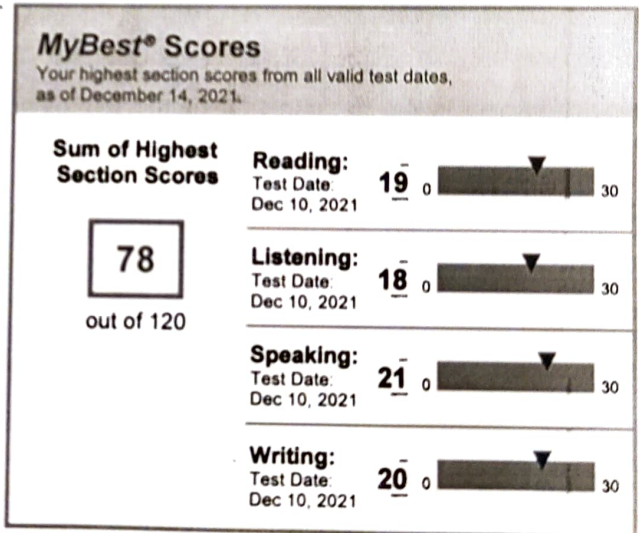 MyBest® Scores
Your highest section scores from all valid test dates,
as of December 14, 2021.
Sum of Highest
Section Scores
78
out of 120
Reading:
Test Date:
Dec 10, 2021
19
0
30
Listening:
Test Date:
Dec 10, 2021
18
0
30
Speaking:
Test Date:
Dec 10, 2021
21
0
30
Writing:
Test Date:
Dec 10, 2021
20
0
30